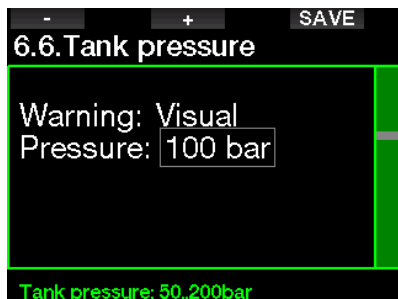 - + SAVE
6.6.Tank pressure
Warning: Visual
Pressure: 100 bar
Tank pressure: 50..200bar